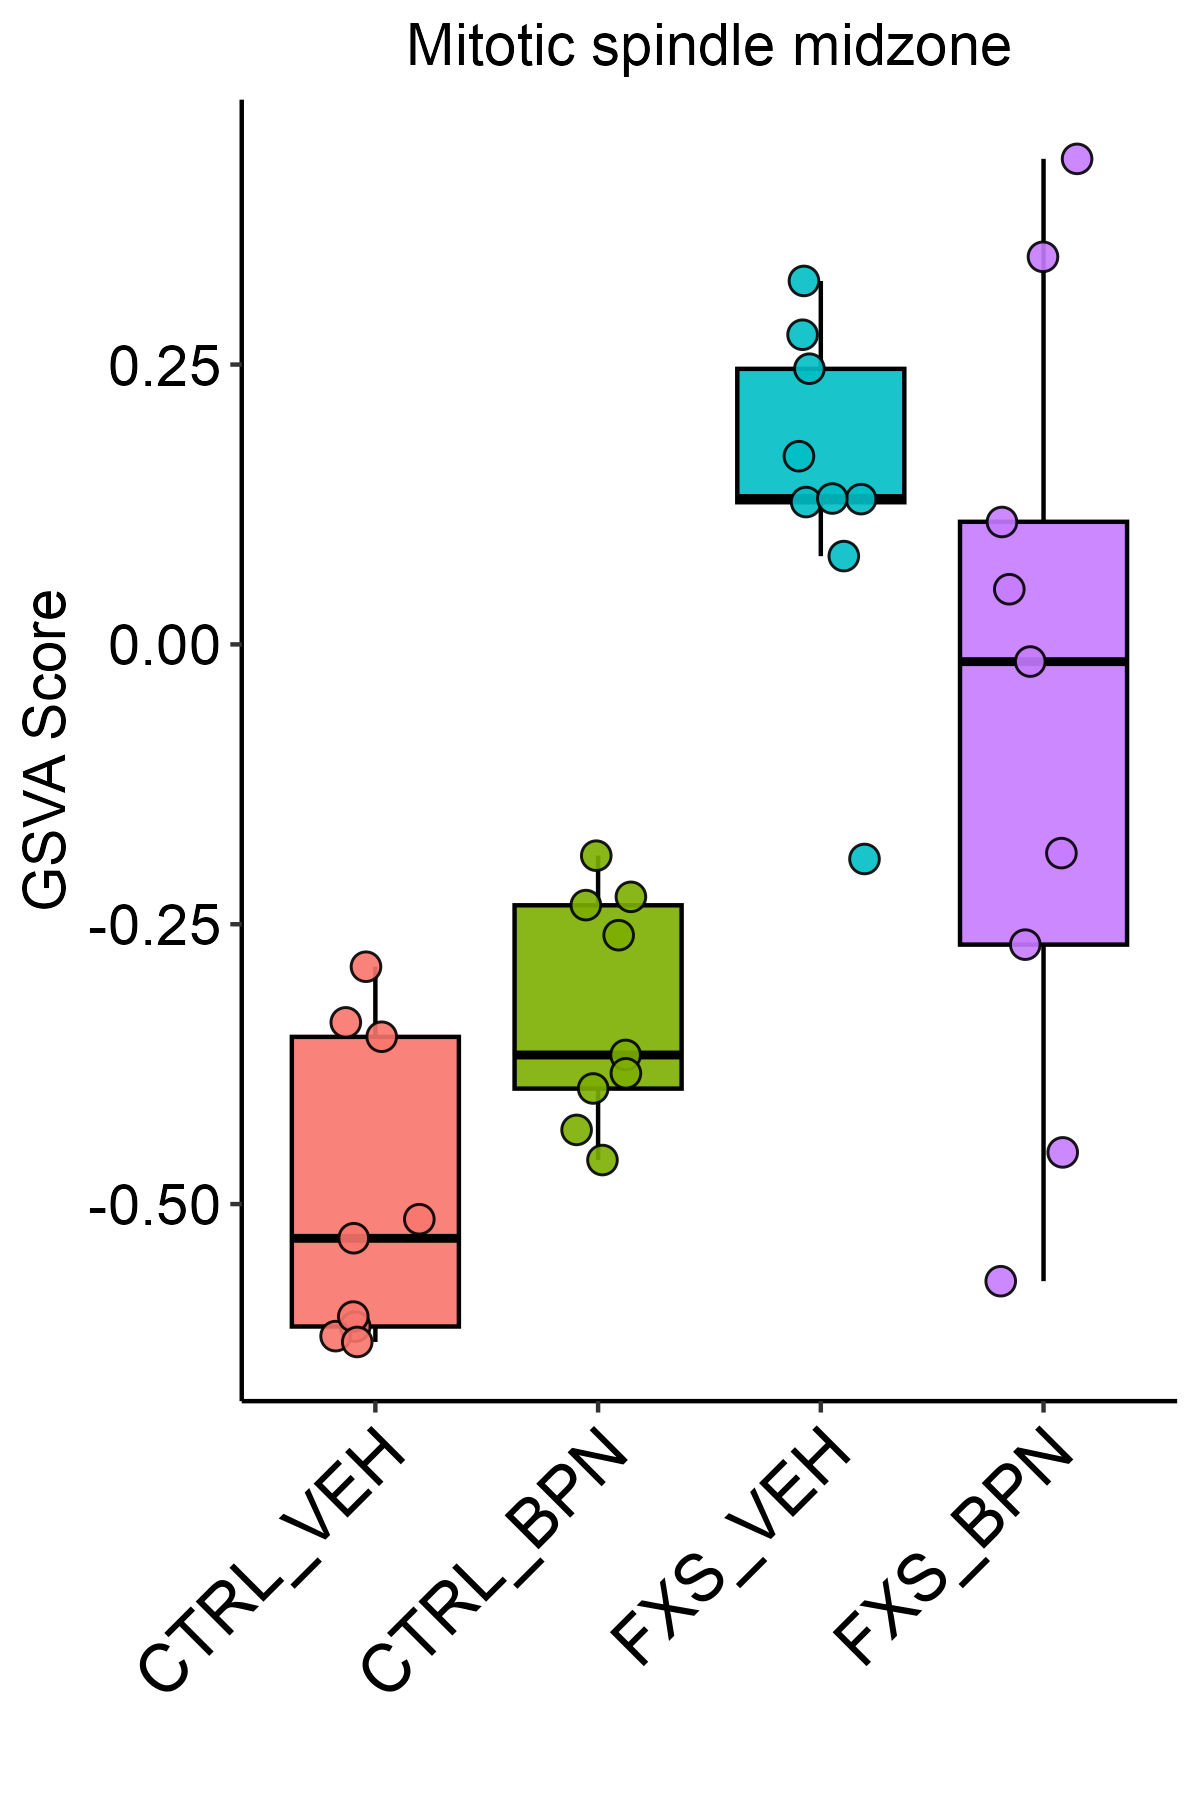 Mitotic spindle midzone
GSVA Score
0.25
0.00
-0.25
-0.50
CTRL_VEH
CTRL_BPN
FXS_VEH
FXS_BPN